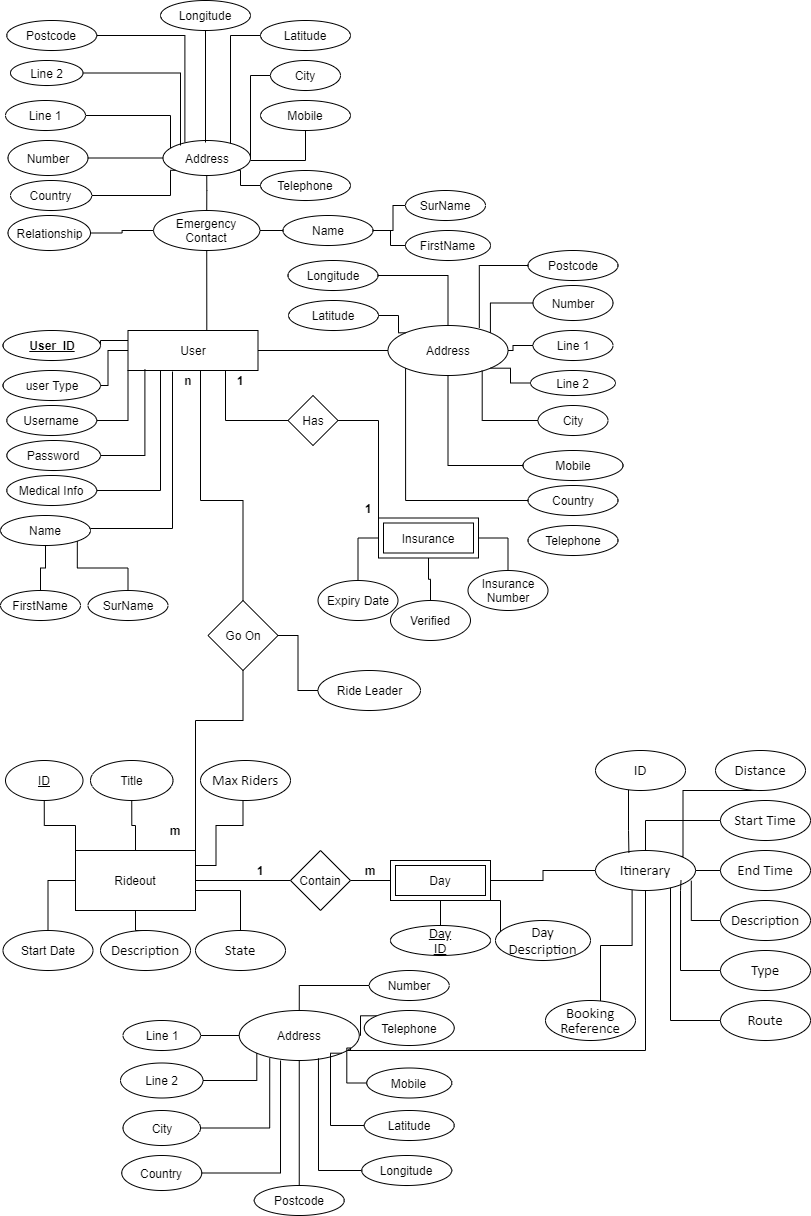 Longitude
Postcode
Latitude
Line 2
City
Line 1
Mobile
Number
Address
Country
Telephone
Relationship
Emergency
Contact
Name
SurName
FirstName
Longitude
Latitude
Postcode
Number
Address
Line 1
Line 2
City
Mobile
Country
Telephone
User_ID
User
user Type
n
1
Username
Has
Password
Medical Info
1
Name
Insurance
FirstName
SurName
Expiry Date
Verified
Insurance
Number
Go On
Ride Leader
ID
Title
Max Riders
m
Rideout
1
Contain
m
Day
Start Date
Description
State
Day
ID
Day
Description
ID
Distance
Start Time
Itinerary
End Time
Description
Type
Booking
Reference
Route
Number
Line 1
Address
Telephone
Line 2
Mobile
City
Latitude
Country
Longitude
Postcode